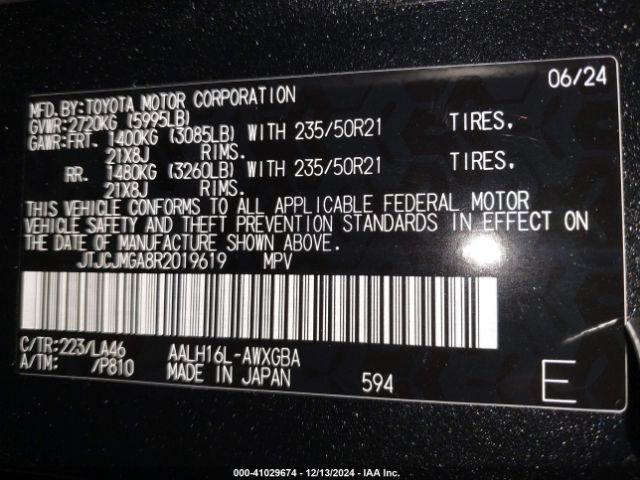 06/24
MFD.BY:TOYOTA MOTOR CORPORATION
GVWR:2720KG (5995LB)
GAWR:FRT. 1400KG (3085LB) WITH 235/50R21 TIRES.
21X8J RIMS.
RR. 1480KG (3260LB) WITH 235/50R21 TIRES.
21X8J RIMS.
THIS VEHICLE CONFORMS TO ALL APPLICABLE FEDERAL MOTOR
VEHICLE SAFETY AND THEFT PREVENTION STANDARDS IN EFFECT ON
THE DATE OF MANUFACTURE SHOWN ABOVE.
JTJCJMGA8R2019619 MPV
C/TR:223/LA46 AALH16L-AWXGBA
A/TM: /P810 MADE IN JAPAN 594 E
000-41029674 - 12/13/2024 - IAA Inc.